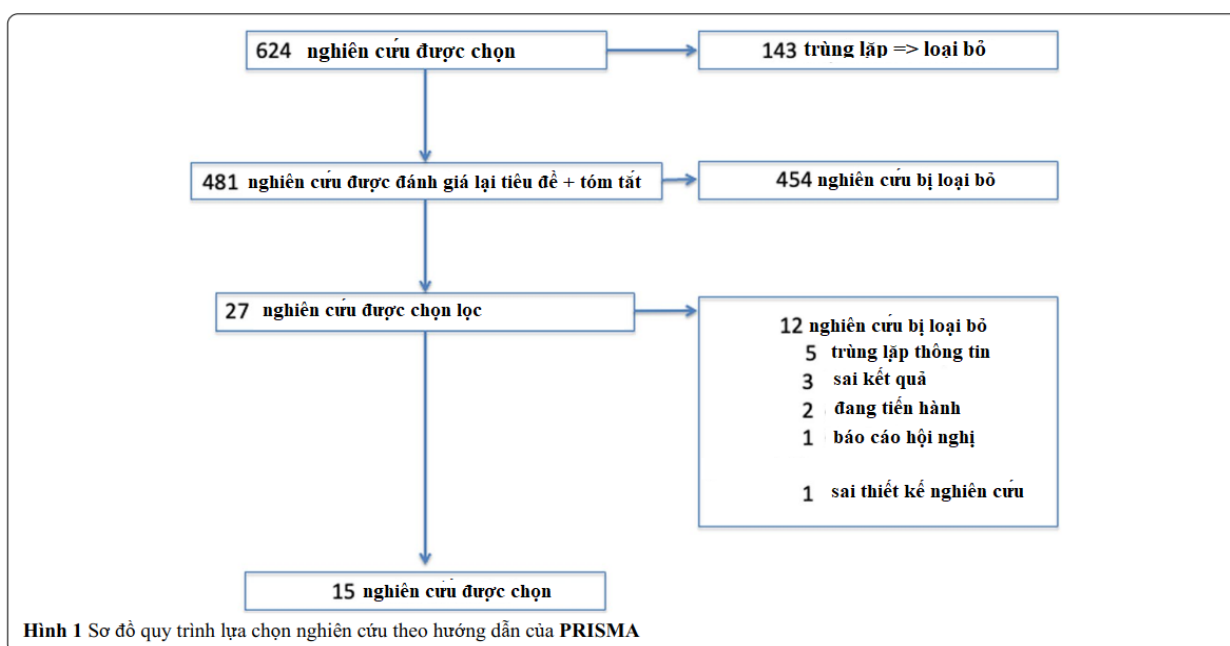 624 nghiên cứu được chọn
143 trùng lặp => loại bỏ
481 nghiên cứu được đánh giá lại tiêu đề + tóm tắt
454 nghiên cứu bị loại bỏ
27 nghiên cứu được chọn lọc
12 nghiên cứu bị loại bỏ
5 trùng lặp thông tin
3 sai kết quả
2 đang tiến hành
1 báo cáo hội nghị
1 sai thiết kế nghiên cứu
15 nghiên cứu được chọn
Hình 1 Sơ đồ quy trình lựa chọn nghiên cứu theo hướng dẫn của PRISMA